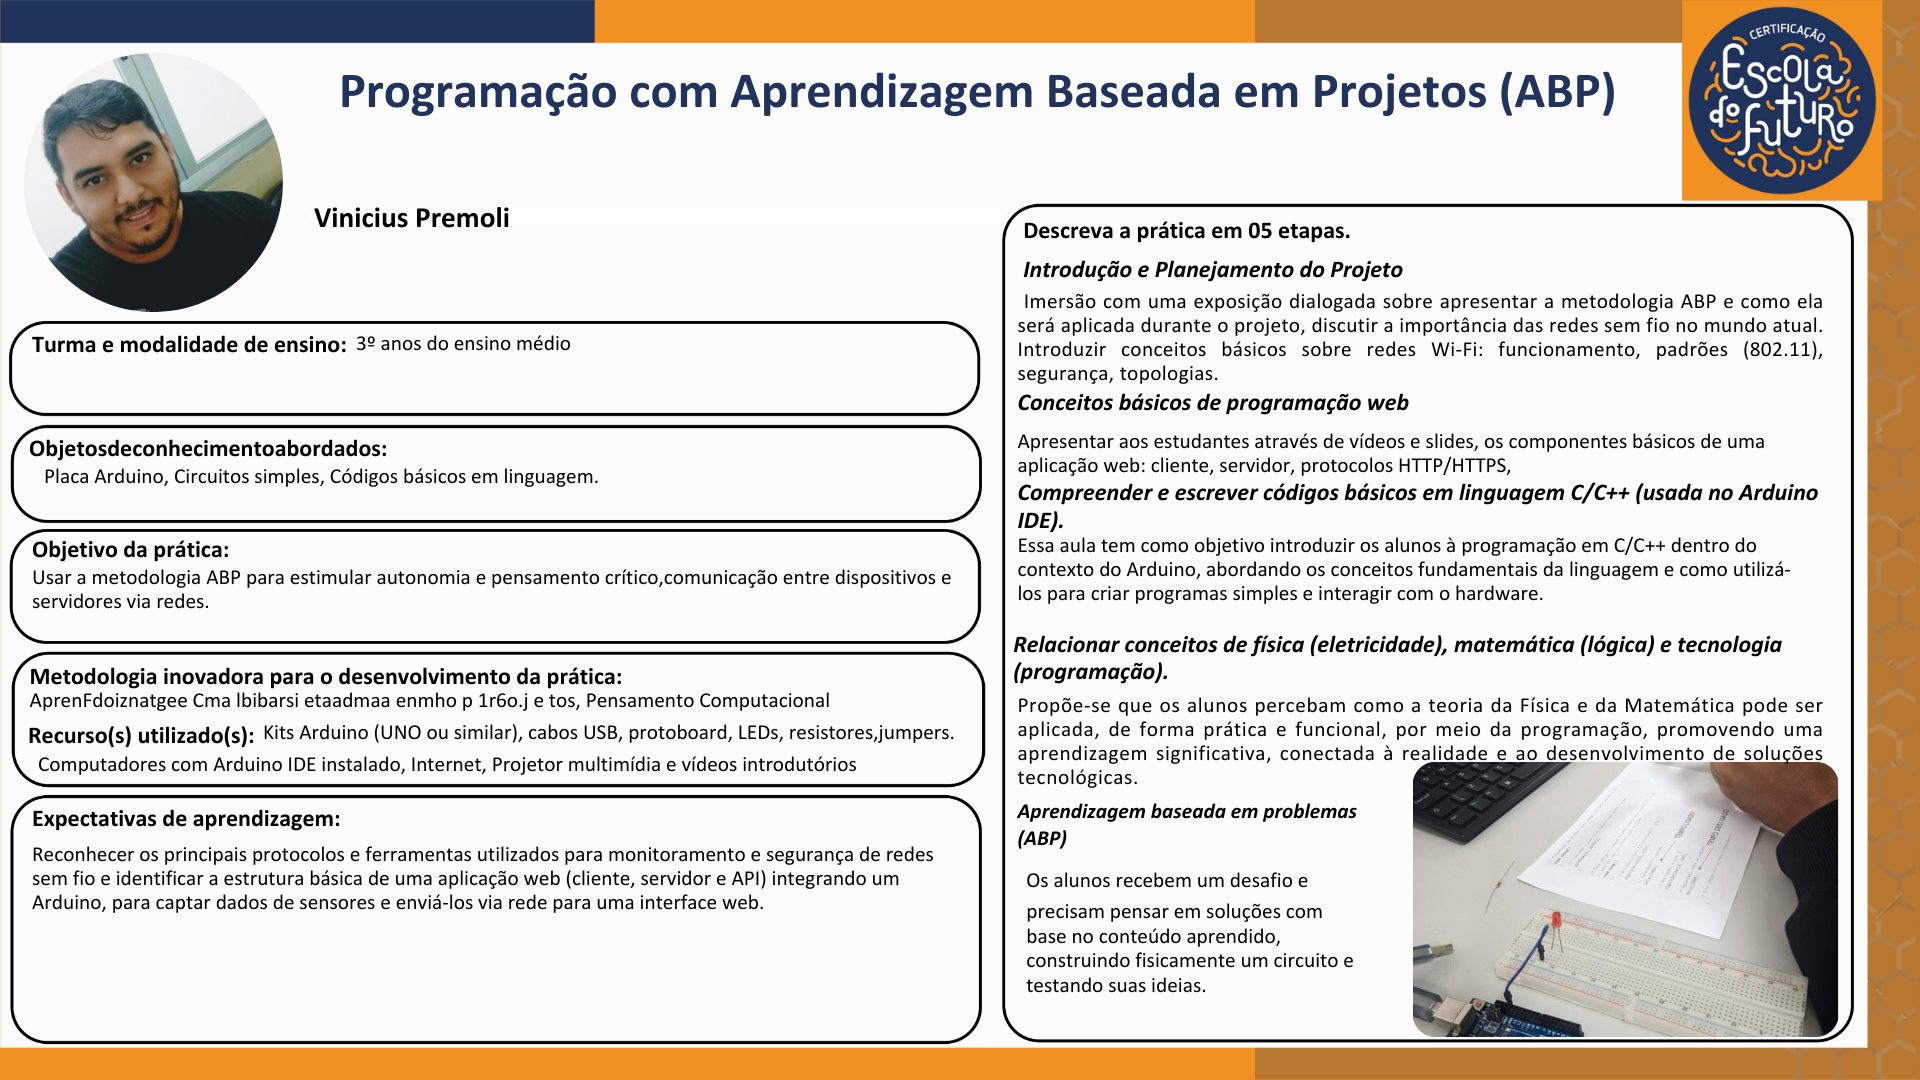 CERTIFICAÇÃO
EsCOLa
do
FuTURo
Programação com Aprendizagem Baseada em Projetos (ABP)
Vinicius Premoli
Turma e modalidade de ensino: 3º anos do ensino médio
Objetosdeconhecimentoabordados:
Placa Arduino, Circuitos simples, Códigos básicos em linguagem.
Objetivo da prática:
Usar a metodologia ABP para estimular autonomia e pensamento crítico,comunicação entre dispositivos e
servidores via redes.
Metodologia inovadora para o desenvolvimento da prática:
AprenFdoiznatgee Cma lbibarsi etaadmaa enmho p 1r6o.j e tos, Pensamento Computacional
Recurso(s) utilizado(s): Kits Arduino (UNO ou similar), cabos USB, protoboard, LEDs, resistores,jumpers.
Computadores com Arduino IDE instalado, Internet, Projetor multimídia e vídeos introdutórios
Expectativas de aprendizagem:
Reconhecer os principais protocolos e ferramentas utilizados para monitoramento e segurança de redes
sem fio e identificar a estrutura básica de uma aplicação web (cliente, servidor e API) integrando um
Arduino, para captar dados de sensores e enviá-los via rede para uma interface web.
Descreva a prática em 05 etapas.
Introdução e Planejamento do Projeto
Imersão com uma exposição dialogada sobre apresentar a metodologia ABP e como ela
será aplicada durante o projeto, discutir a importância das redes sem fio no mundo atual.
Introduzir conceitos básicos sobre redes Wi-Fi: funcionamento, padrões (802.11),
segurança, topologias.
Conceitos básicos de programação web
Apresentar aos estudantes através de vídeos e slides, os componentes básicos de uma
aplicação web: cliente, servidor, protocolos HTTP/HTTPS,
Compreender e escrever códigos básicos em linguagem C/C++ (usada no Arduino
IDE).
Essa aula tem como objetivo introduzir os alunos à programação em C/C++ dentro do
contexto do Arduino, abordando os conceitos fundamentais da linguagem e como utilizá-
los para criar programas simples e interagir com o hardware.
Relacionar conceitos de física (eletricidade), matemática (lógica) e tecnologia
(programação).
Propõe-se que os alunos percebam como a teoria da Física e da Matemática pode ser
aplicada, de forma prática e funcional, por meio da programação, promovendo uma
aprendizagem significativa, conectada à realidade e ao desenvolvimento de soluções
tecnológicas.
Aprendizagem baseada em problemas
(ABP)
Os alunos recebem um desafio e
precisam pensar em soluções com
base no conteúdo aprendido,
construindo fisicamente um circuito e
testando suas ideias.